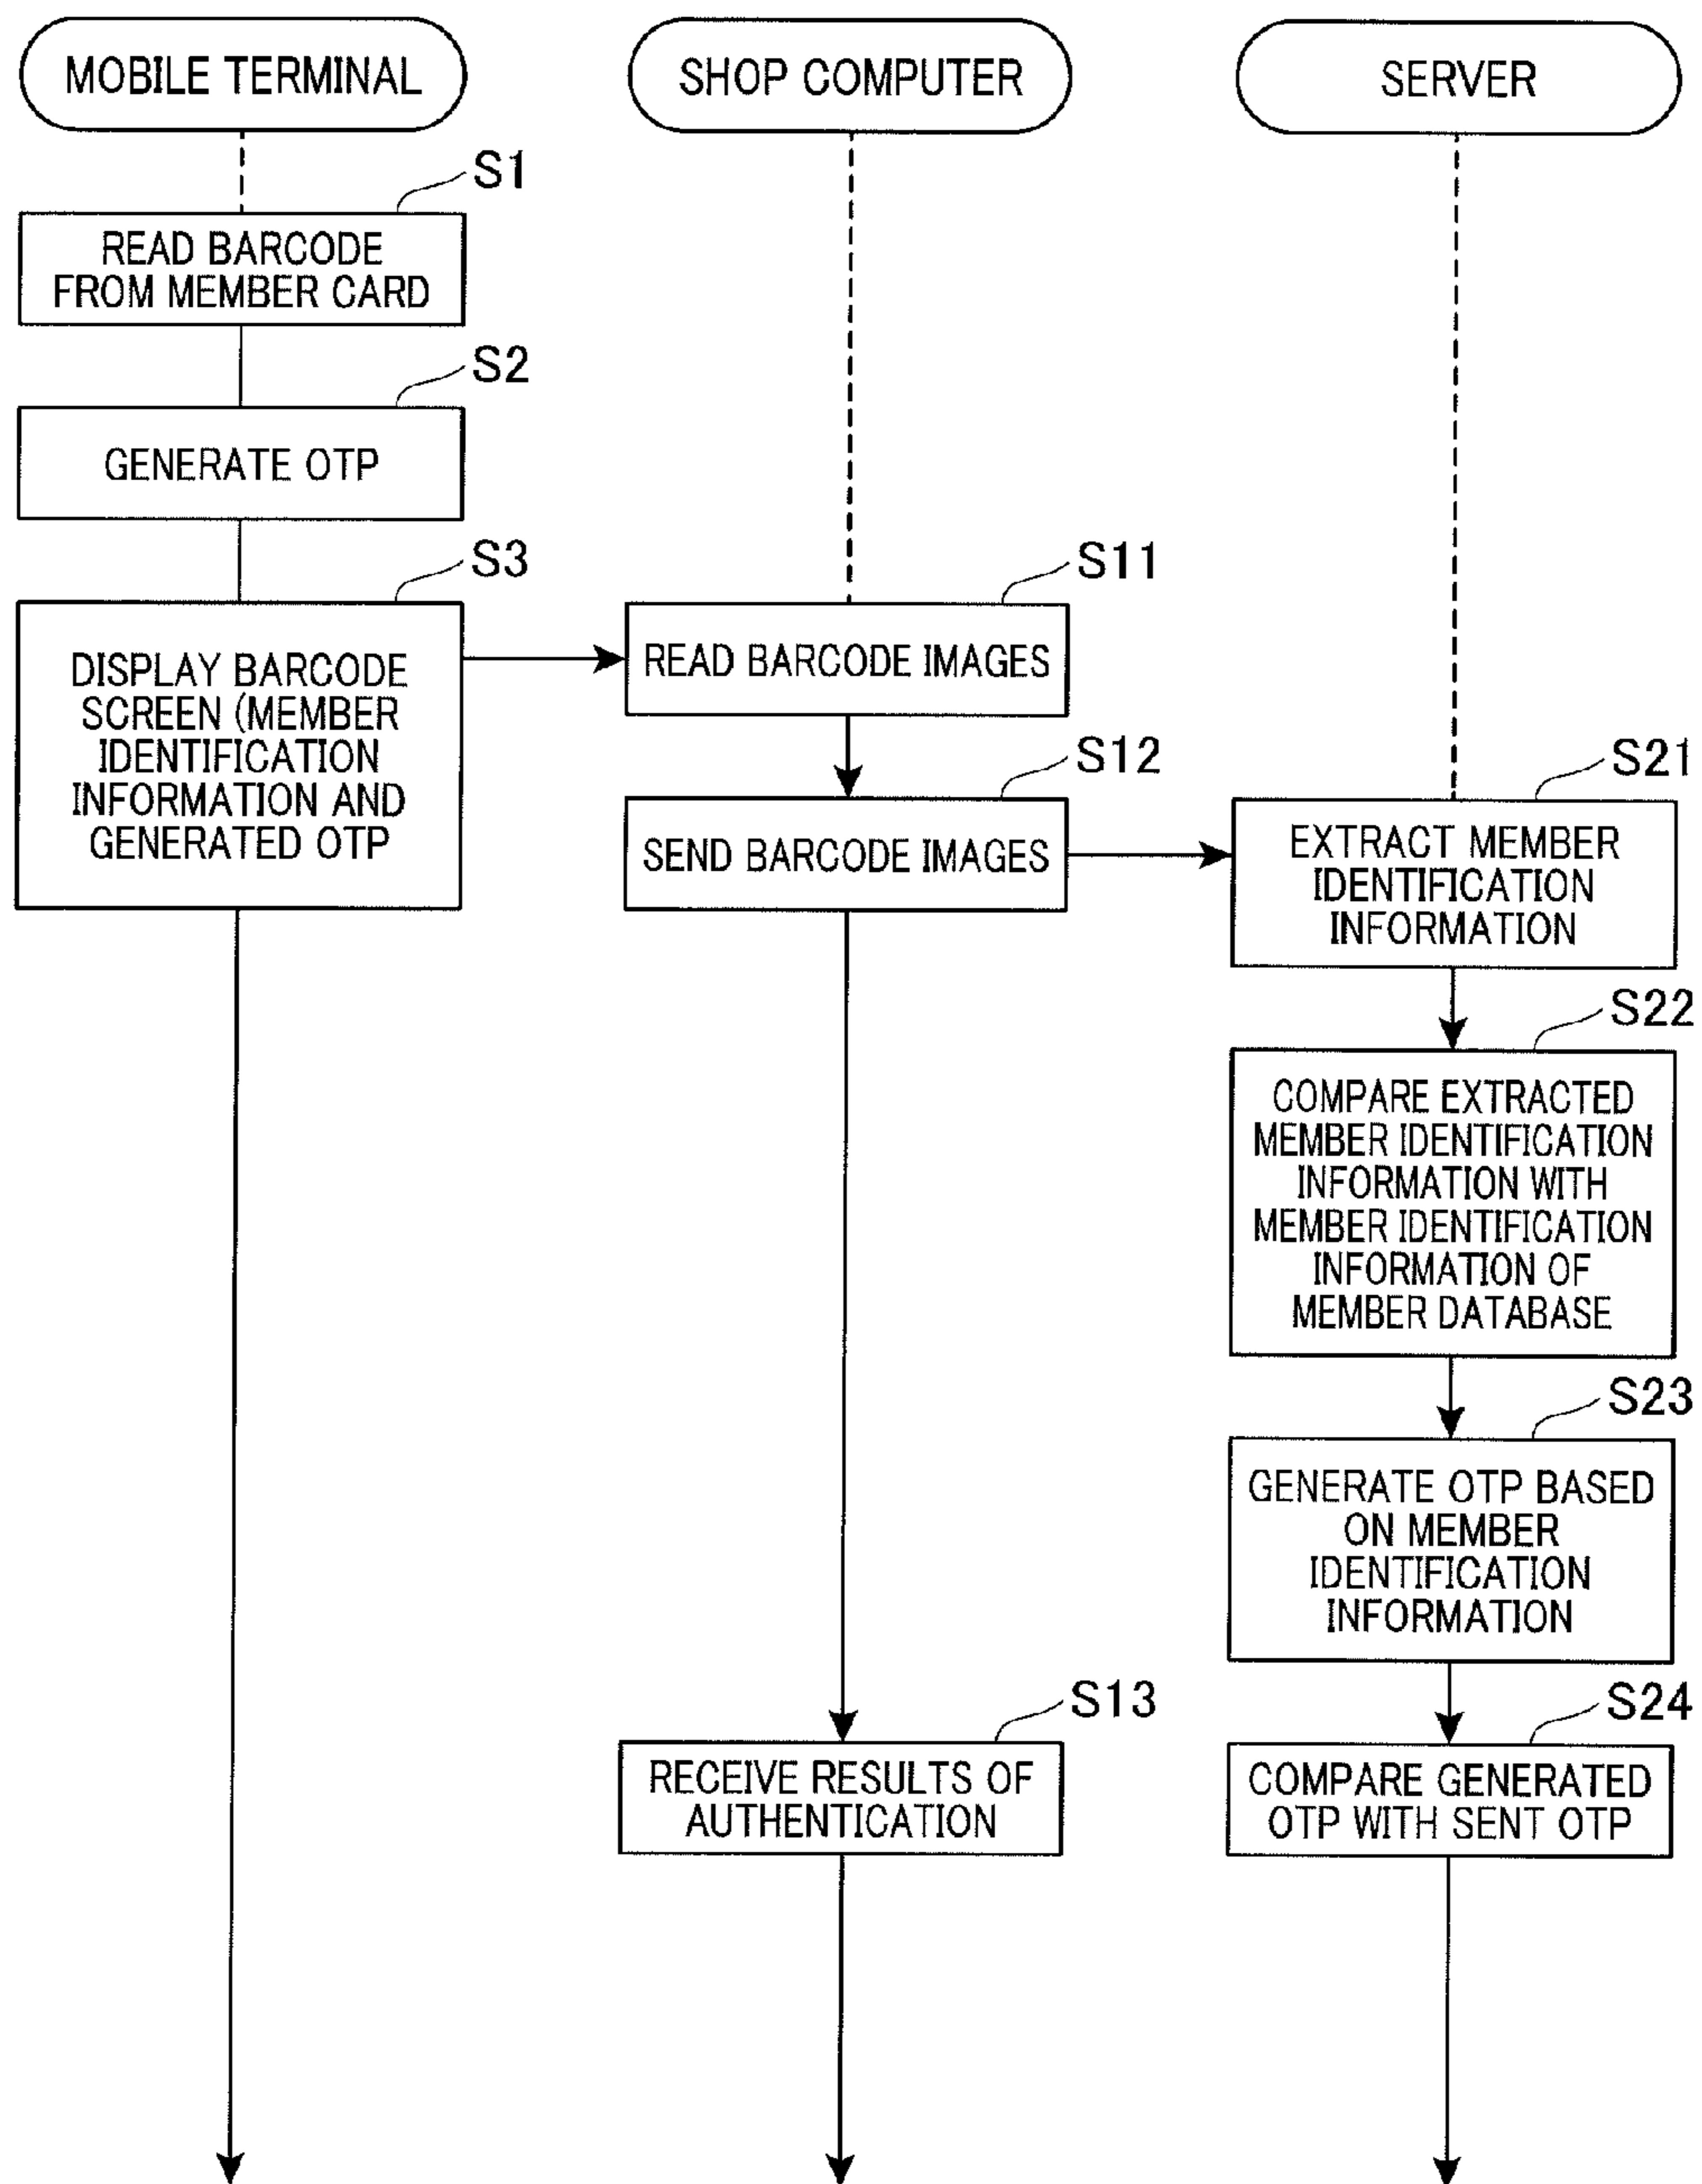 MOBILE TERMINAL
SHOP COMPUTER
SERVER
S1
READ BARCODE
FROM MEMBER CARD
S2
GENERATE OTP
S3
DISPLAY BARCODE
SCREEN (MEMBER
IDENTIFICATION
INFORMATION AND
GENERATED OTP
S11
READ BARCODE IMAGES
S12
SEND BARCODE IMAGES
S21
EXTRACT MEMBER
IDENTIFICATION
INFORMATION
S22
COMPARE EXTRACTED
MEMBER IDENTIFICATION
INFORMATION WITH
MEMBER IDENTIFICATION
INFORMATION OF
MEMBER DATABASE
S23
GENERATE OTP BASED
ON MEMBER
IDENTIFICATION
INFORMATION
S13
RECEIVE RESULTS OF
AUTHENTICATION
S24
COMPARE GENERATED
OTP WITH SENT OTP